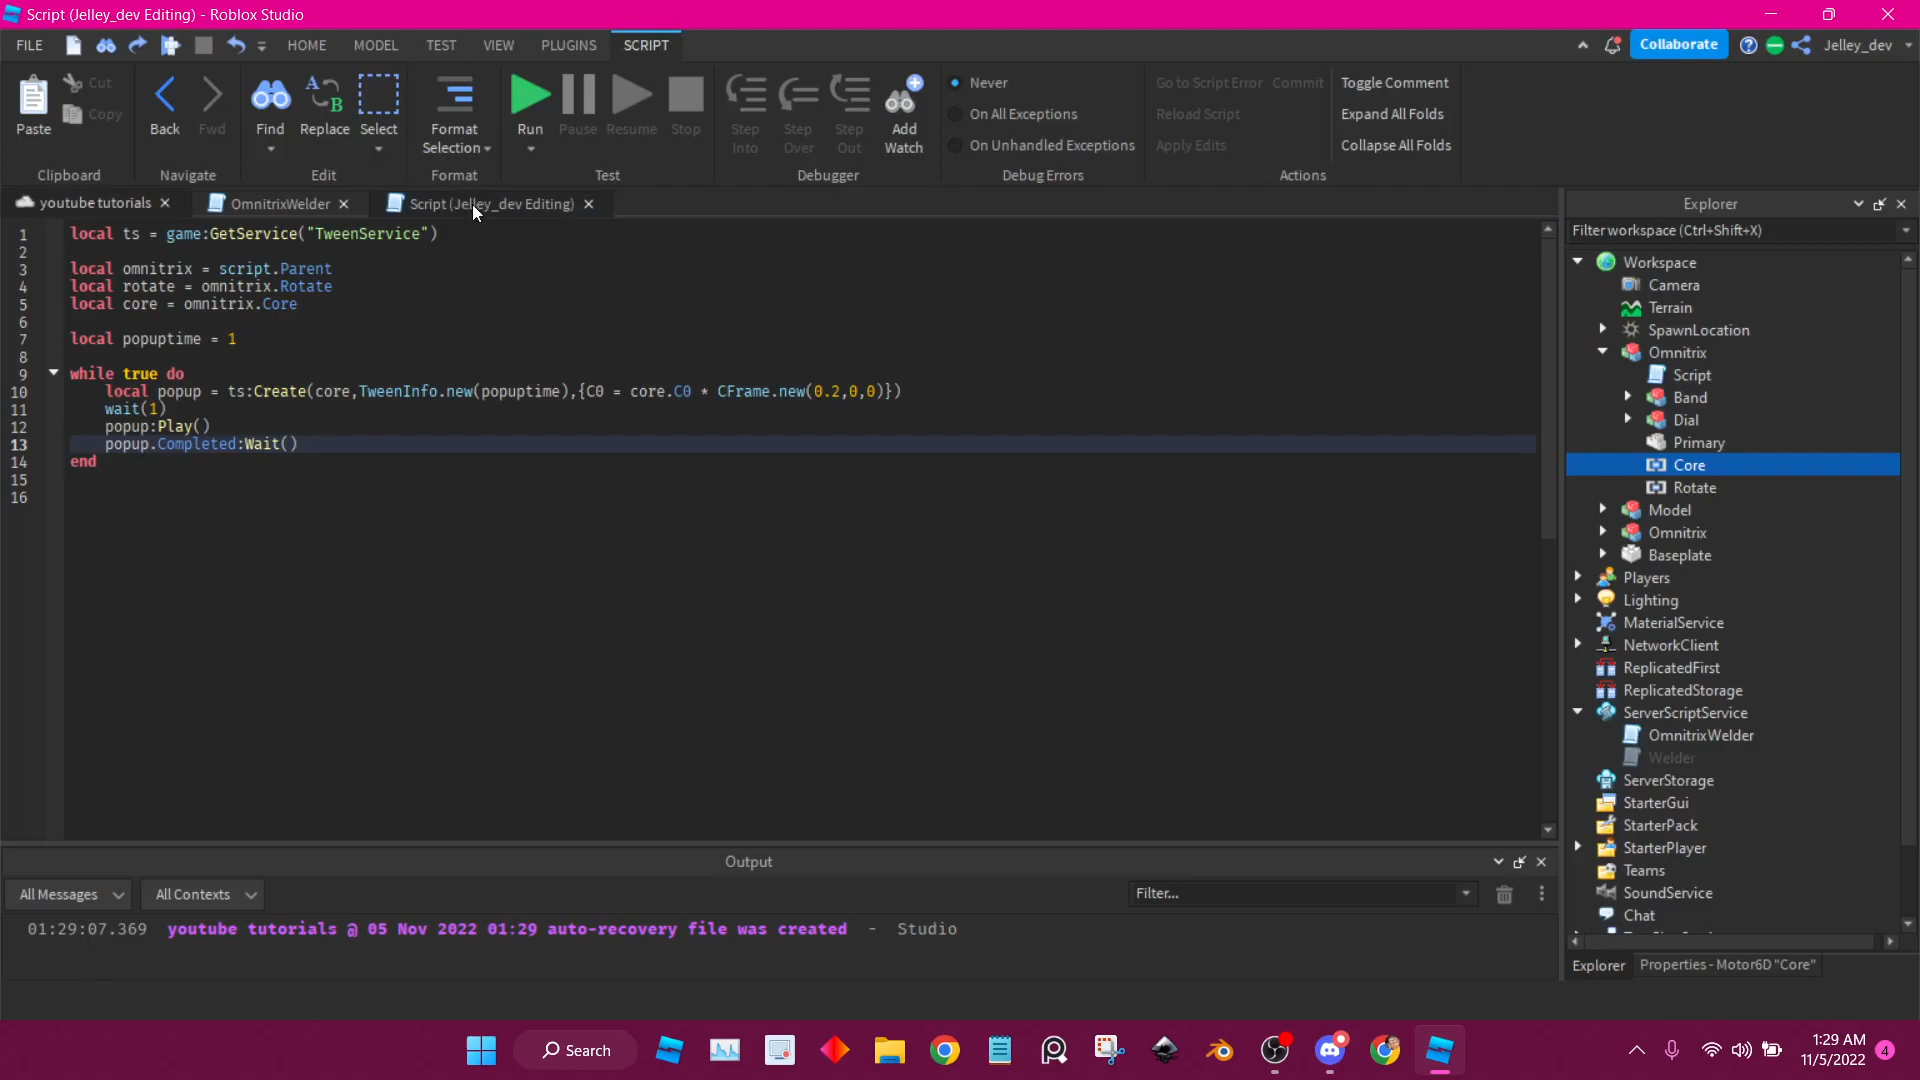 Script (Jelley_dev Editing) - Roblox Studio
FILE HOME MODEL TEST VIEW PLUGINS SCRIPT Collaborate Jelley_dev
Paste Cut Copy Back Fwd Find Replace Select Format Selection Run Pause Resume Stop Step Into Step Over Step Out Add Watch
Never
On All Exceptions
On Unhandled Exceptions
Go to Script Error Commit
Reload Script
Apply Edits
Toggle Comment
Expand All Folds
Collapse All Folds
Clipboard Navigate Edit Format Test Debugger Debug Errors Actions
youtube tutorials OmnitrixWelder Script (Jelley_dev Editing)
1 local ts = game:GetService("TweenService")
2
3 local omnitrix = script.Parent
4 local rotate = omnitrix.Rotate
5 local core = omnitrix.Core
6
7 local popuptime = 1
8
9 while true do
10 local popup = ts:Create(core,TweenInfo.new(popuptime),{C0 = core.C0 * CFrame.new(0.2,0,0)})
11 wait(1)
12 popup:Play()
13 popup.Completed:Wait()
14 end
15
16
Explorer
Filter workspace (Ctrl+Shift+X)
Workspace
Camera
Terrain
SpawnLocation
Omnitrix
Script
Band
Dial
Primary
Core
Rotate
Model
Omnitrix
Baseplate
Players
Lighting
MaterialService
NetworkClient
ReplicatedFirst
ReplicatedStorage
ServerScriptService
OmnitrixWelder
Welder
ServerStorage
StarterGui
StarterPack
StarterPlayer
Teams
SoundService
Chat
Explorer Properties - Motor6D "Core"
Output
All Messages All Contexts Filter...
01:29:07.369 youtube tutorials @ 05 Nov 2022 01:29 auto-recovery file was created - Studio
Search
1:29 AM
11/5/2022
4